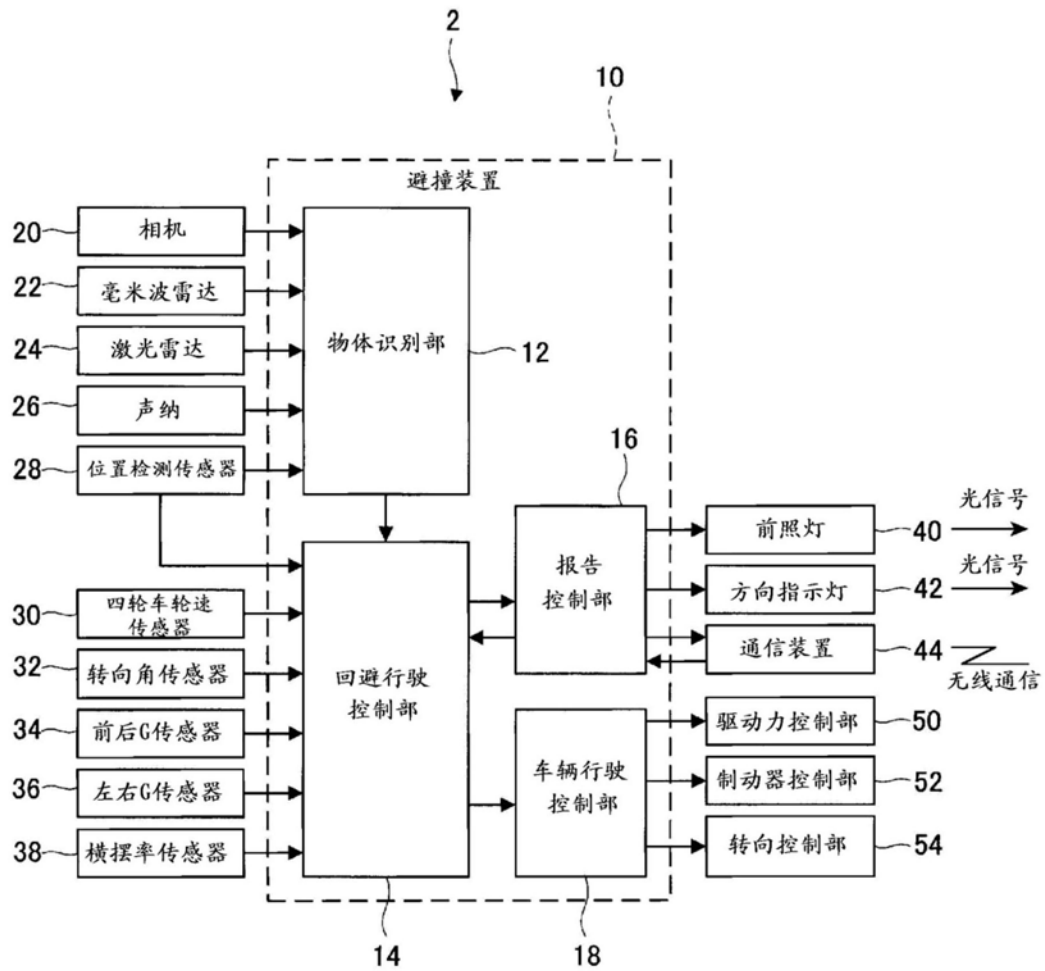 2
10
避撞装置
20
相机
22
毫米波雷达
24
激光雷达
26
声纳
28
位置检测传感器
物体识别部
12
30
四轮车轮速
传感器
32
转向角传感器
34
前后G传感器
36
左右G传感器
38
横摆率传感器
回避行驶
控制部
14
16
报告
控制部
车辆行驶
控制部
18
前照灯
40
光信号
方向指示灯
42
光信号
通信装置
44
无线通信
驱动力控制部
50
制动器控制部
52
转向控制部
54